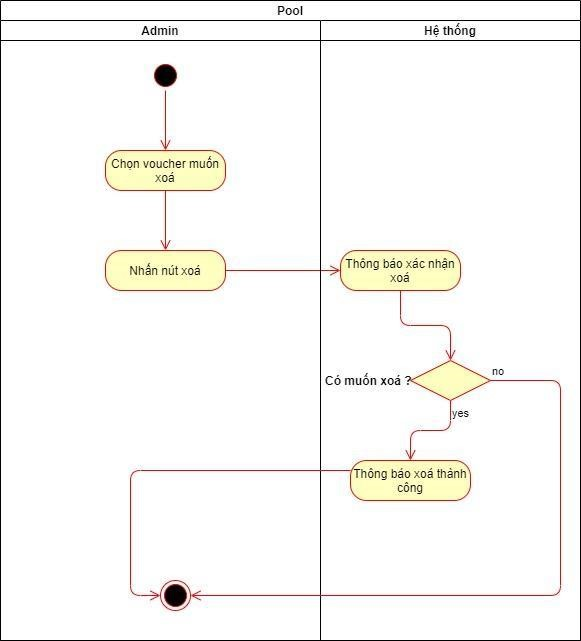 Pool
Admin
Hệ thống
Chọn voucher muốn
xoá
Nhấn nút xoá
Thông báo xác nhận
xoá
Có muốn xoá ?
no
yes
Thông báo xoá thành
công